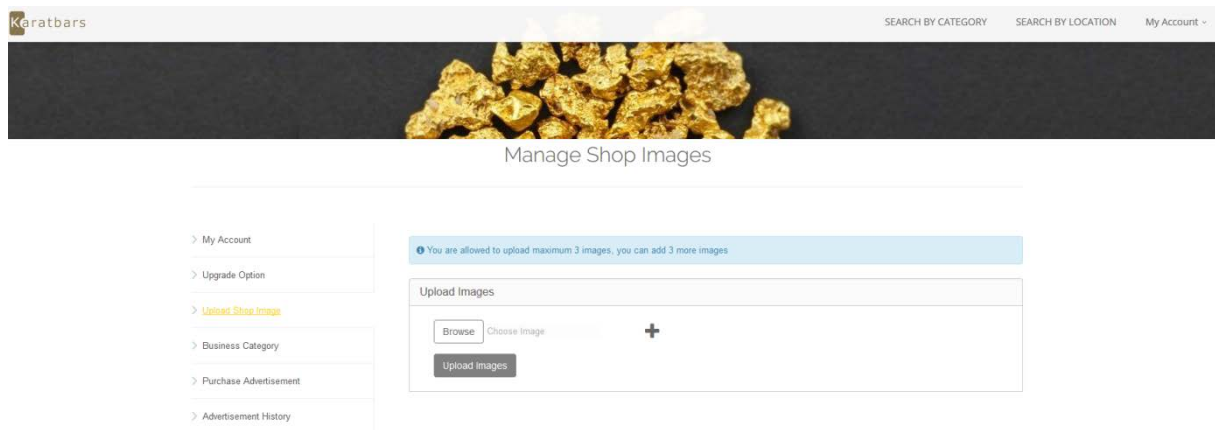 Karatbars
SEARCH BY CATEGORY SEARCH BY LOCATION My Account
Manage Shop Images
My Account
Upgrade Option
Upload Shop Image
Business Category
Purchase Advertisement
Advertisement History
You are allowed to upload maximum 3 images, you can add 3 more images
Upload Images
Browse Choose Image
Upload Images